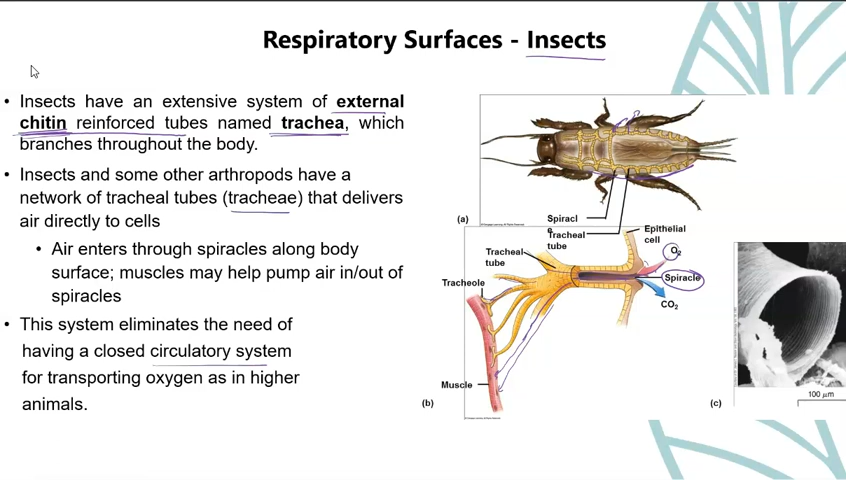 Respiratory Surfaces - Insects
• Insects have an extensive system of external
chitin reinforced tubes named trachea, which
branches throughout the body.
• Insects and some other arthropods have a
network of tracheal tubes (tracheae) that delivers
air directly to cells
• Air enters through spiracles along body
surface; muscles may help pump air in/out of
spiracles
• This system eliminates the need of
having a closed circulatory system
for transporting oxygen as in higher
animals.
(a)
Spiracl
e
Tracheal
tube
Epithelial
cell
O₂
Tracheal
tube
Spiracle
Tracheole
CO₂
Muscle
(b)
(c)
100 µm